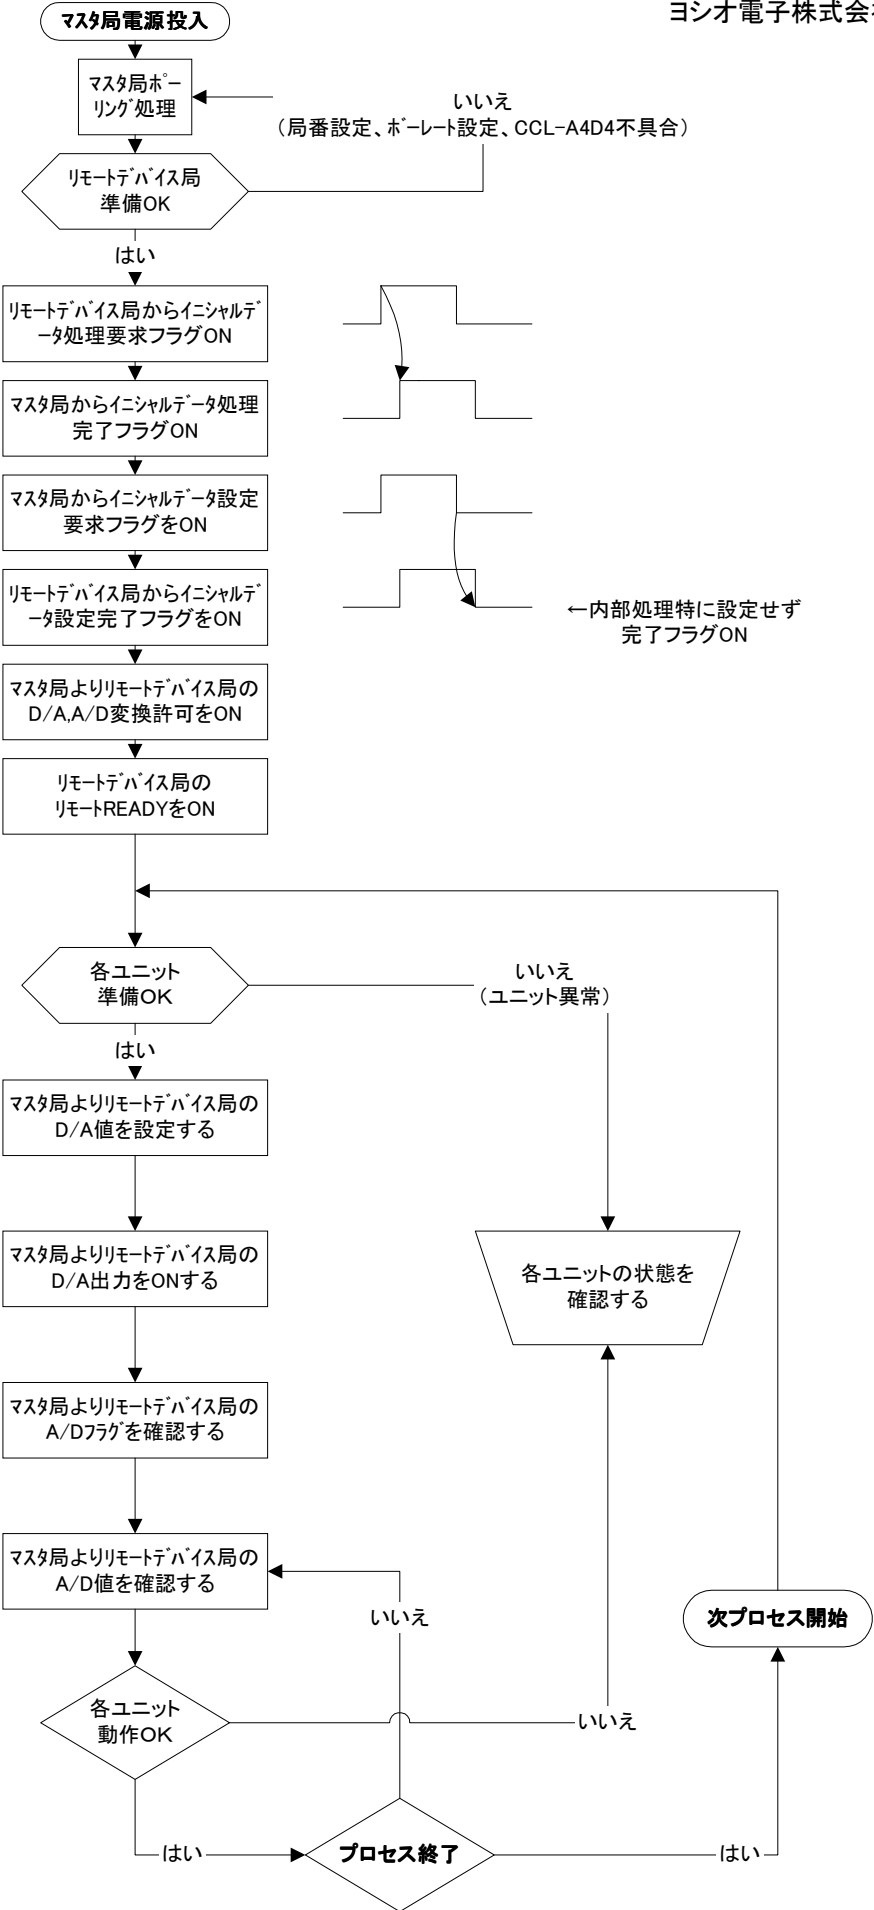 ヨシオ電子株式会
ﾏｽﾀ局電源投入
ﾏｽﾀ局ﾎﾟｰ
ﾘﾝｸﾞ処理
いいえ
（局番設定、ﾎﾞｰﾚｰﾄ設定、CCL-A4D4不具合）
ﾘﾓｰﾄﾃﾞﾊﾞｲｽ局
準備OK
はい
ﾘﾓｰﾄﾃﾞﾊﾞｲｽ局からｲﾆｼｬﾙﾃﾞ
ｰﾀ処理要求フラグON
ﾏｽﾀ局からｲﾆｼｬﾙﾃﾞｰﾀ処理
完了フラグON
ﾏｽﾀ局からｲﾆｼｬﾙﾃﾞｰﾀ設定
要求フラグをON
ﾘﾓｰﾄﾃﾞﾊﾞｲｽ局からｲﾆｼｬﾙﾃﾞ
ｰﾀ設定完了フラグをON
←内部処理特に設定せず
完了フラグON
ﾏｽﾀ局よりﾘﾓｰﾄﾃﾞﾊﾞｲｽ局の
D/A,A/D変換許可をON
ﾘﾓｰﾄﾃﾞﾊﾞｲｽ局の
ﾘﾓｰﾄREADYをON
各ユニット
準備ＯＫ
いいえ
（ユニット異常）
はい
ﾏｽﾀ局よりﾘﾓｰﾄﾃﾞﾊﾞｲｽ局の
D/A値を設定する
ﾏｽﾀ局よりﾘﾓｰﾄﾃﾞﾊﾞｲｽ局の
D/A出力をONする
各ユニットの状態を
確認する
ﾏｽﾀ局よりﾘﾓｰﾄﾃﾞﾊﾞｲｽ局の
A/Dﾌﾗｸﾞを確認する
ﾏｽﾀ局よりﾘﾓｰﾄﾃﾞﾊﾞｲｽ局の
A/D値を確認する
いいえ
次プロセス開始
各ユニット
動作ＯＫ
いいえ
はい
プロセス終了
はい